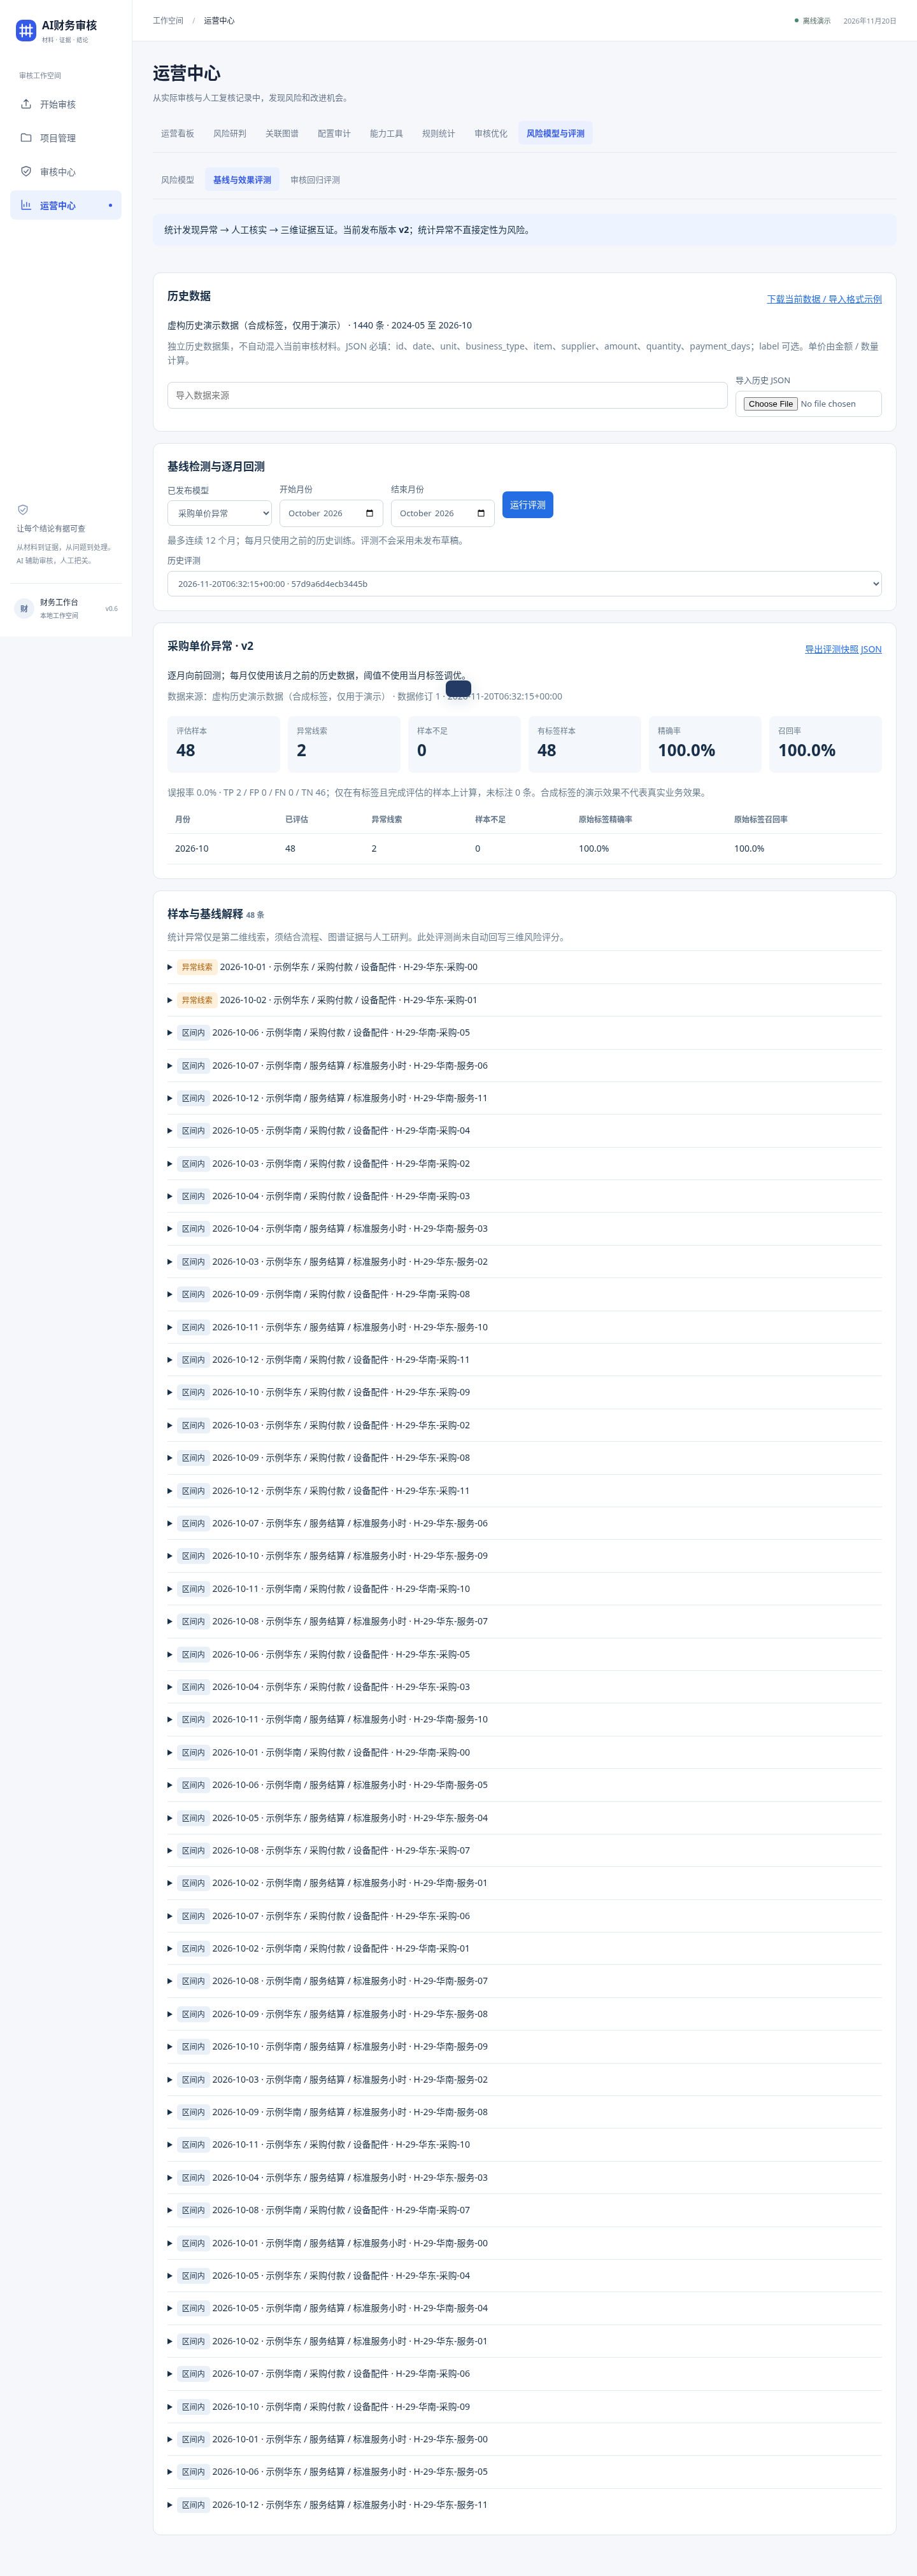 AI财务审核
材料 · 证据 · 结论
审核工作空间
开始审核
项目管理
审核中心
运营中心
让每个结论有据可查
从材料到证据，从问题到处理。
AI 辅助审核，人工把关。
财
财务工作台
本地工作空间
v0.6
工作空间 / 运营中心
离线演示
2026年11月20日
运营中心
从实际审核与人工复核记录中，发现风险和改进机会。
运营看板 风险研判 关联图谱 配置审计 能力工具 规则统计 审核优化 风险模型与评测
风险模型 基线与效果评测 审核回归评测
统计发现异常 → 人工核实 → 三维证据互证。当前发布版本 v2；统计异常不直接定性为风险。
历史数据
下载当前数据 / 导入格式示例
虚构历史演示数据（合成标签，仅用于演示） · 1440 条 · 2024-05 至 2026-10
独立历史数据集，不自动混入当前审核材料。JSON 必填：id、date、unit、business_type、item、supplier、amount、quantity、payment_days；label 可选。单价由金额 / 数量
计算。
导入数据来源
导入历史 JSON
Choose File No file chosen
基线检测与逐月回测
已发布模型 开始月份 结束月份
采购单价异常 October 2026 October 2026 运行评测
最多连续 12 个月；每月只使用之前的历史训练。评测不会采用未发布草稿。
历史评测
2026-11-20T06:32:15+00:00 · 57d9a6d4ecb3445b
采购单价异常 · v2
导出评测快照 JSON
逐月向前回测；每月仅使用该月之前的历史数据，阈值不使用当月标签调优。
数据来源：虚构历史演示数据（合成标签，仅用于演示） · 数据修订 1 · 2026-11-20T06:32:15+00:00
评估样本 异常线索 样本不足 有标签样本 精确率 召回率
48 2 0 48 100.0% 100.0%
误报率 0.0% · TP 2 / FP 0 / FN 0 / TN 46；仅在有标签且完成评估的样本上计算，未标注 0 条。合成标签的演示效果不代表真实业务效果。
月份 已评估 异常线索 样本不足 原始标签精确率 原始标签召回率
2026-10 48 2 0 100.0% 100.0%
样本与基线解释 48 条
统计异常仅是第二维线索，须结合流程、图谱证据与人工研判。此处评测尚未自动回写三维风险评分。
异常线索 2026-10-01 · 示例华东 / 采购付款 / 设备配件 · H-29-华东-采购-00
异常线索 2026-10-02 · 示例华东 / 采购付款 / 设备配件 · H-29-华东-采购-01
区间内 2026-10-06 · 示例华南 / 采购付款 / 设备配件 · H-29-华南-采购-05
区间内 2026-10-07 · 示例华南 / 服务结算 / 标准服务小时 · H-29-华南-服务-06
区间内 2026-10-12 · 示例华南 / 服务结算 / 标准服务小时 · H-29-华南-服务-11
区间内 2026-10-05 · 示例华南 / 采购付款 / 设备配件 · H-29-华南-采购-04
区间内 2026-10-03 · 示例华南 / 采购付款 / 设备配件 · H-29-华南-采购-02
区间内 2026-10-04 · 示例华南 / 采购付款 / 设备配件 · H-29-华南-采购-03
区间内 2026-10-04 · 示例华南 / 服务结算 / 标准服务小时 · H-29-华南-服务-03
区间内 2026-10-03 · 示例华东 / 服务结算 / 标准服务小时 · H-29-华东-服务-02
区间内 2026-10-09 · 示例华南 / 采购付款 / 设备配件 · H-29-华南-采购-08
区间内 2026-10-11 · 示例华东 / 服务结算 / 标准服务小时 · H-29-华东-服务-10
区间内 2026-10-12 · 示例华南 / 采购付款 / 设备配件 · H-29-华南-采购-11
区间内 2026-10-10 · 示例华东 / 采购付款 / 设备配件 · H-29-华东-采购-09
区间内 2026-10-03 · 示例华东 / 采购付款 / 设备配件 · H-29-华东-采购-02
区间内 2026-10-09 · 示例华东 / 采购付款 / 设备配件 · H-29-华东-采购-08
区间内 2026-10-12 · 示例华东 / 采购付款 / 设备配件 · H-29-华东-采购-11
区间内 2026-10-07 · 示例华东 / 服务结算 / 标准服务小时 · H-29-华东-服务-06
区间内 2026-10-10 · 示例华东 / 服务结算 / 标准服务小时 · H-29-华东-服务-09
区间内 2026-10-11 · 示例华南 / 采购付款 / 设备配件 · H-29-华南-采购-10
区间内 2026-10-08 · 示例华东 / 服务结算 / 标准服务小时 · H-29-华东-服务-07
区间内 2026-10-06 · 示例华东 / 采购付款 / 设备配件 · H-29-华东-采购-05
区间内 2026-10-04 · 示例华东 / 采购付款 / 设备配件 · H-29-华东-采购-03
区间内 2026-10-11 · 示例华南 / 服务结算 / 标准服务小时 · H-29-华南-服务-10
区间内 2026-10-01 · 示例华南 / 采购付款 / 设备配件 · H-29-华南-采购-00
区间内 2026-10-06 · 示例华南 / 服务结算 / 标准服务小时 · H-29-华南-服务-05
区间内 2026-10-05 · 示例华东 / 服务结算 / 标准服务小时 · H-29-华东-服务-04
区间内 2026-10-08 · 示例华东 / 采购付款 / 设备配件 · H-29-华东-采购-07
区间内 2026-10-02 · 示例华南 / 服务结算 / 标准服务小时 · H-29-华南-服务-01
区间内 2026-10-07 · 示例华东 / 采购付款 / 设备配件 · H-29-华东-采购-06
区间内 2026-10-02 · 示例华南 / 采购付款 / 设备配件 · H-29-华南-采购-01
区间内 2026-10-08 · 示例华南 / 服务结算 / 标准服务小时 · H-29-华南-服务-07
区间内 2026-10-09 · 示例华东 / 服务结算 / 标准服务小时 · H-29-华东-服务-08
区间内 2026-10-10 · 示例华南 / 服务结算 / 标准服务小时 · H-29-华南-服务-09
区间内 2026-10-03 · 示例华南 / 服务结算 / 标准服务小时 · H-29-华南-服务-02
区间内 2026-10-09 · 示例华南 / 服务结算 / 标准服务小时 · H-29-华南-服务-08
区间内 2026-10-11 · 示例华东 / 采购付款 / 设备配件 · H-29-华东-采购-10
区间内 2026-10-04 · 示例华东 / 服务结算 / 标准服务小时 · H-29-华东-服务-03
区间内 2026-10-08 · 示例华南 / 采购付款 / 设备配件 · H-29-华南-采购-07
区间内 2026-10-01 · 示例华南 / 服务结算 / 标准服务小时 · H-29-华南-服务-00
区间内 2026-10-05 · 示例华东 / 采购付款 / 设备配件 · H-29-华东-采购-04
区间内 2026-10-05 · 示例华南 / 服务结算 / 标准服务小时 · H-29-华南-服务-04
区间内 2026-10-02 · 示例华东 / 服务结算 / 标准服务小时 · H-29-华东-服务-01
区间内 2026-10-07 · 示例华南 / 采购付款 / 设备配件 · H-29-华南-采购-06
区间内 2026-10-10 · 示例华南 / 采购付款 / 设备配件 · H-29-华南-采购-09
区间内 2026-10-01 · 示例华东 / 服务结算 / 标准服务小时 · H-29-华东-服务-00
区间内 2026-10-06 · 示例华东 / 服务结算 / 标准服务小时 · H-29-华东-服务-05
区间内 2026-10-12 · 示例华东 / 服务结算 / 标准服务小时 · H-29-华东-服务-11